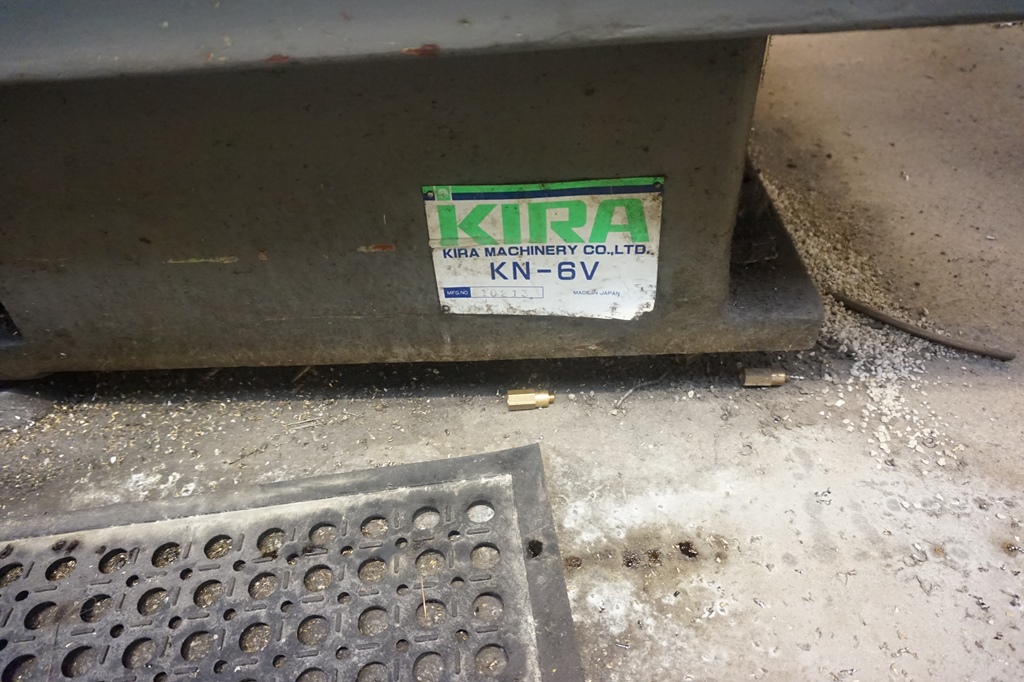 KIRA
KIRA MACHINERY CO.,LTD.
KN-6V
MFG.NO
MADE IN JAPAN